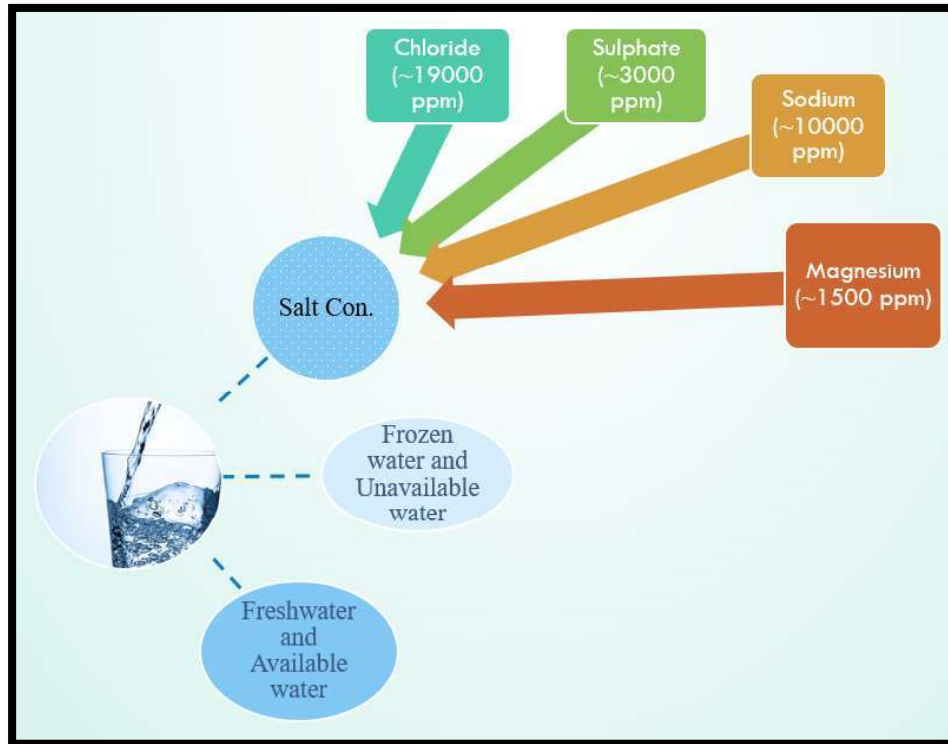 Chloride
(~19000
ppm)
Sulphate
(~3000
ppm)
Sodium
(~10000
ppm)
Magnesium
(~1500 ppm)
Salt Con.
Frozen
water and
Unavailable
water
Freshwater
and
Available
water